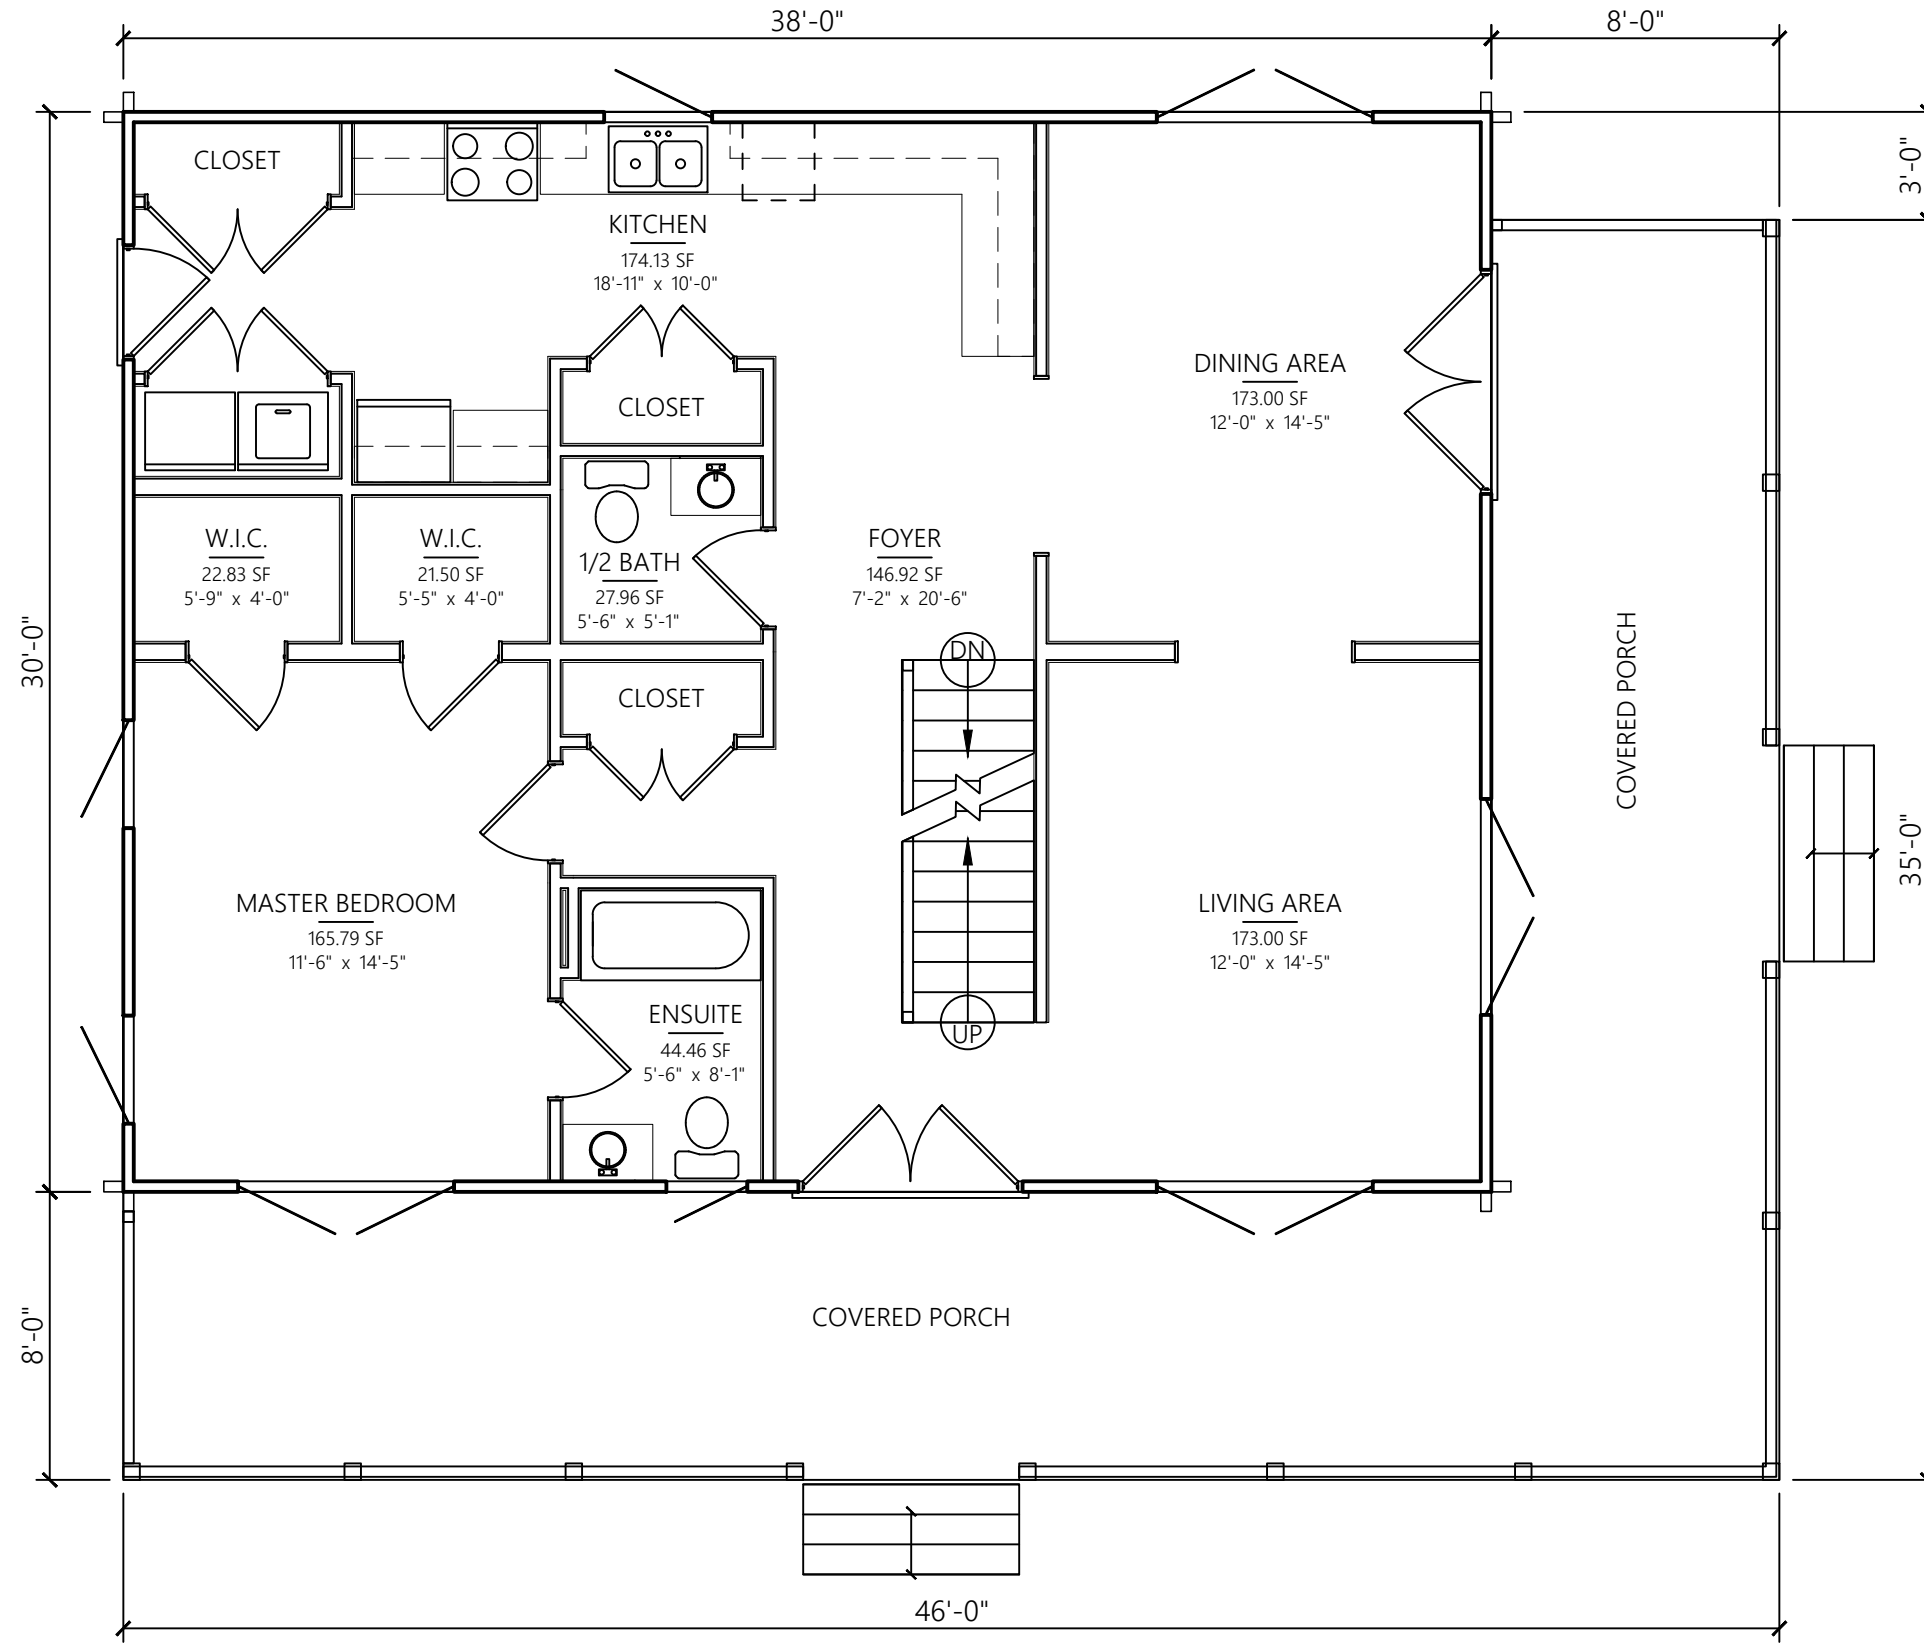 38'-0"
8'-0"
CLOSET
3'-0"
KITCHEN
174.13 SF
18'-11" x 10'-0"
DINING AREA
173.00 SF
12'-0" x 14'-5"
CLOSET
W.I.C.
22.83 SF
5'-9" x 4'-0"
W.I.C.
21.50 SF
5'-5" x 4'-0"
1/2 BATH
27.96 SF
5'-6" x 5'-1"
FOYER
146.92 SF
7'-2" x 20'-6"
30'-0"
DN
COVERED PORCH
CLOSET
35'-0"
MASTER BEDROOM
165.79 SF
11'-6" x 14'-5"
LIVING AREA
173.00 SF
12'-0" x 14'-5"
ENSUITE
44.46 SF
5'-6" x 8'-1"
UP
8'-0"
COVERED PORCH
46'-0"